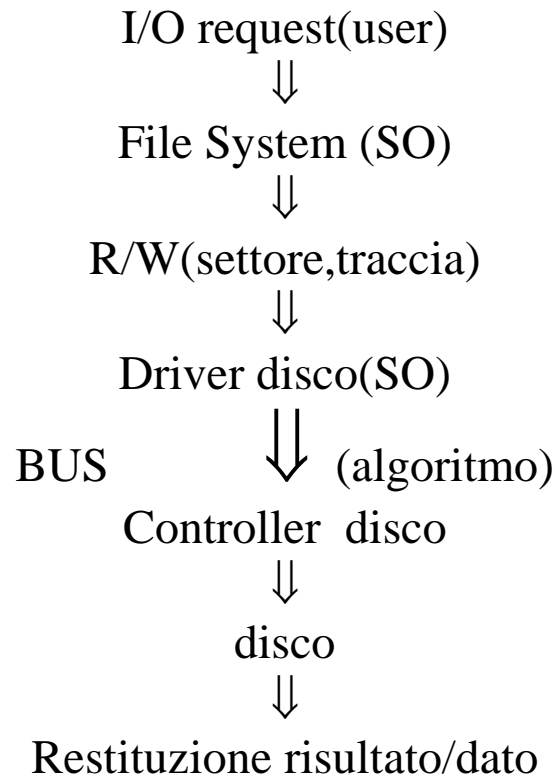 I/O request(user)
⇓
File System (SO)
⇓
R/W(settore,traccia)
⇓
Driver disco(SO)
BUS ⇓ (algoritmo)
Controller disco
⇓
disco
⇓
Restituzione risultato/dato